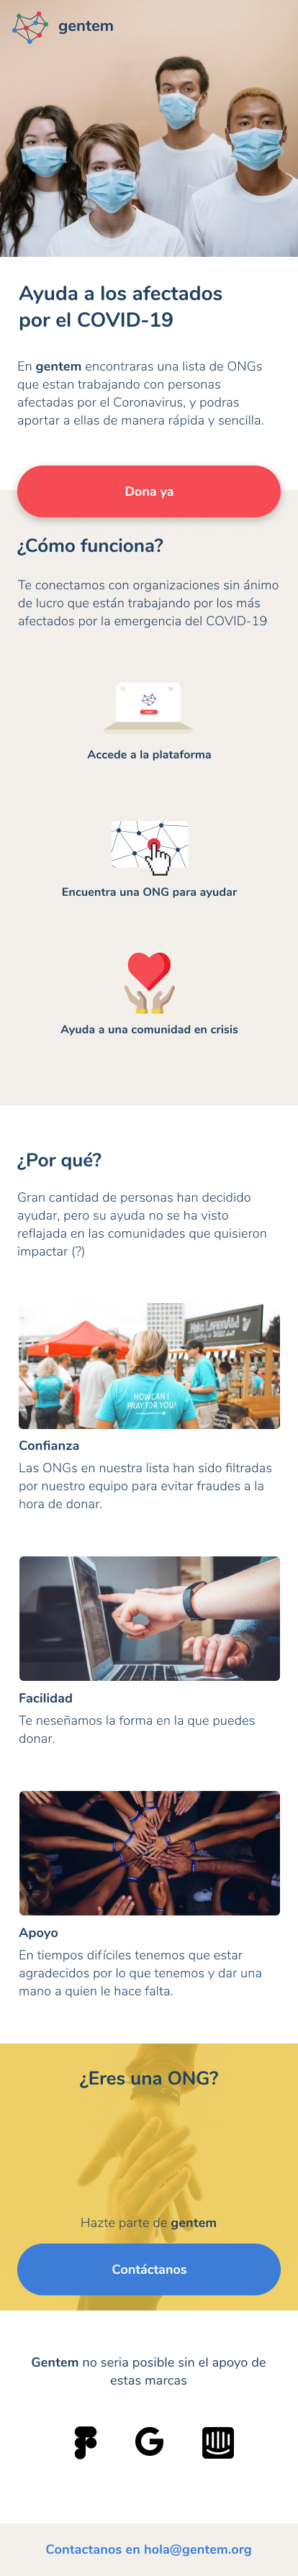 gentem
Ayuda a los afectados
por el COVID-19
En gentem encontraras una lista de ONGs
que estan trabajando con personas
afectadas por el Coronavirus, y podras
aportar a ellas de manera rápida y sencilla.
Dona ya
¿Cómo funciona?
Te conectamos con organizaciones sin ánimo
de lucro que están trabajando por los más
afectados por la emergencia del COVID-19
Accede a la plataforma
Encuentra una ONG para ayudar
Ayuda a una comunidad en crisis
¿Por qué?
Gran cantidad de personas han decidido
ayudar, pero su ayuda no se ha visto
reflajada en las comunidades que quisieron
impactar (?)
HOW CAN I
PRAY FOR YOU?
Confianza
Las ONGs en nuestra lista han sido filtradas
por nuestro equipo para evitar fraudes a la
hora de donar.
Facilidad
Te neseñamos la forma en la que puedes
donar.
Apoyo
En tiempos difíciles tenemos que estar
agradecidos por lo que tenemos y dar una
mano a quien le hace falta.
¿Eres una ONG?
Hazte parte de gentem
Contáctanos
Gentem no seria posible sin el apoyo de
estas marcas
G
Contactanos en hola@gentem.org